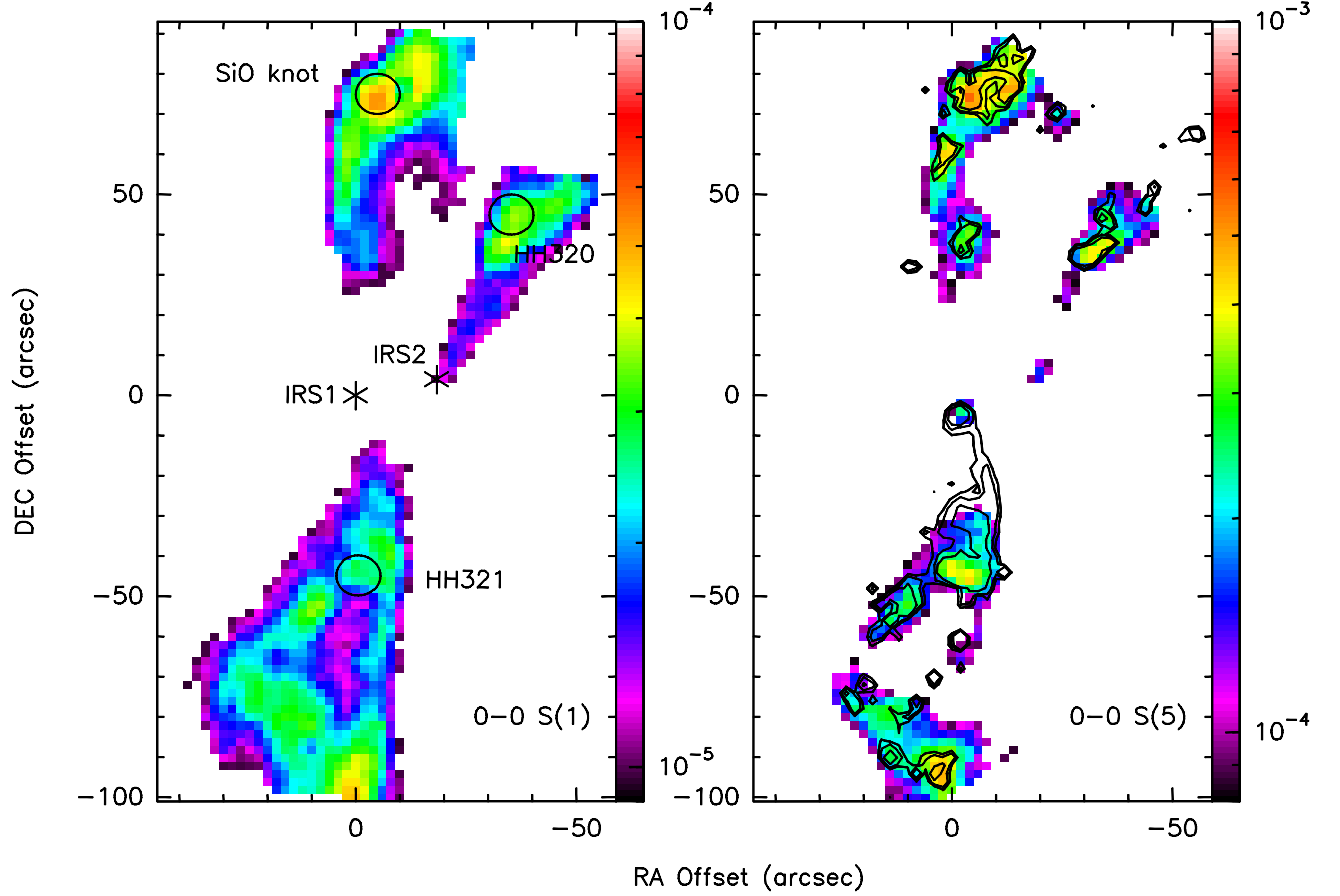 10⁻⁴
10⁻³
SiO knot
50
50
HH320
IRS2
0
IRS1
0
DEC Offset (arcsec)
HH321
−50
−50
0−0 S(1)
0−0 S(5)
10⁻⁴
10⁻⁵
−100
−100
0
−50
0
−50
RA Offset (arcsec)